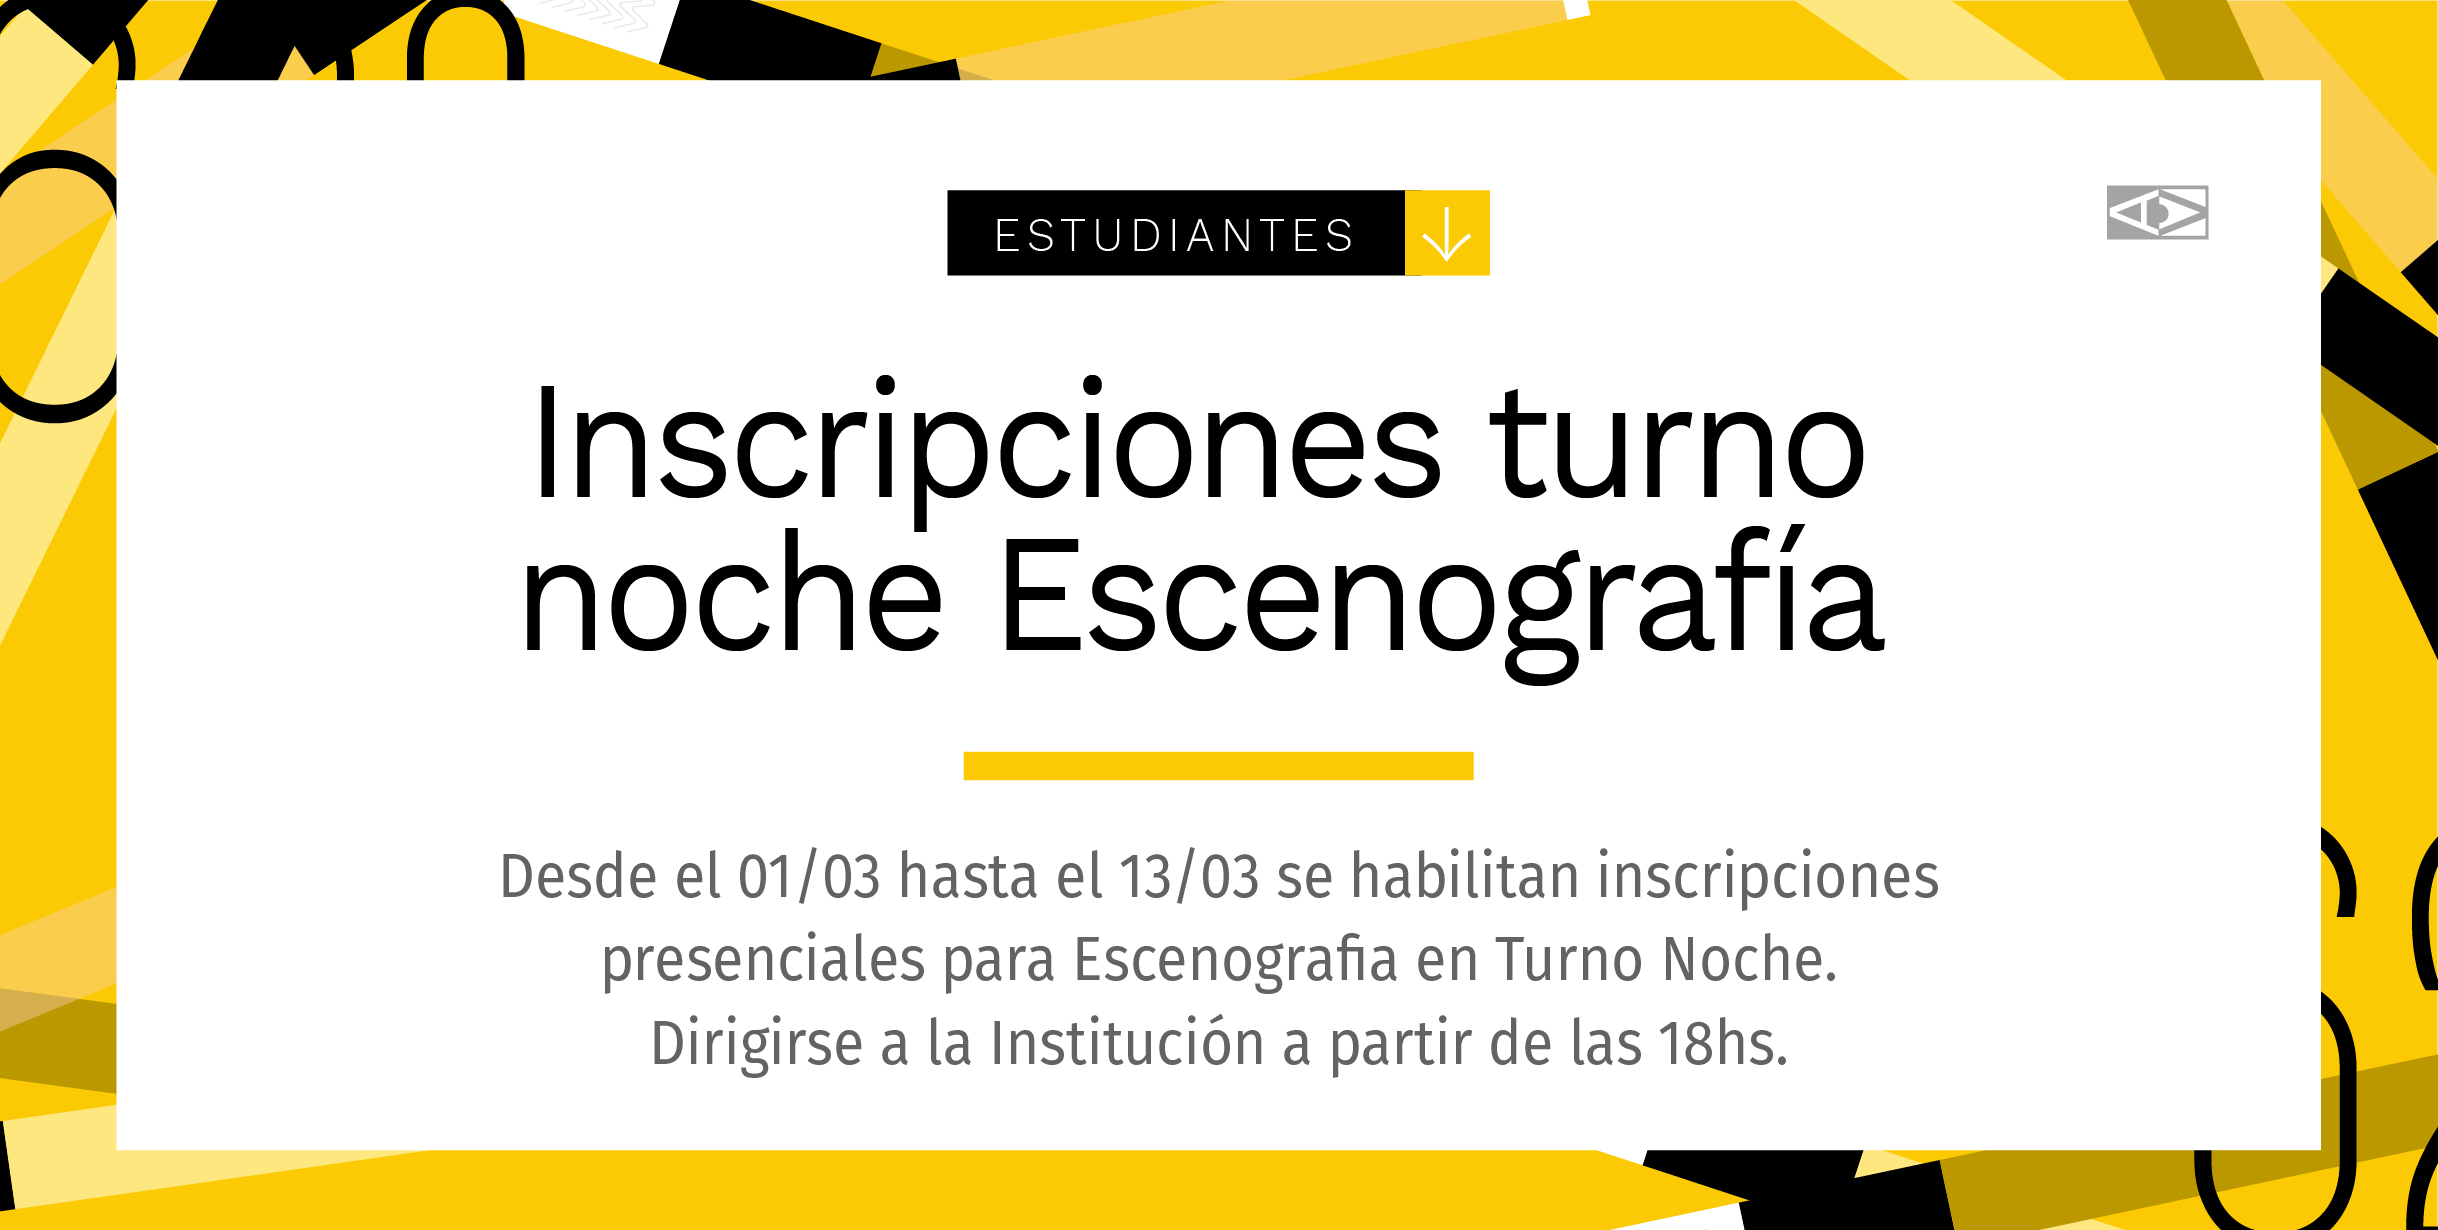 ESTUDIANTES
Inscripciones turno
noche Escenografía
Desde el 01/03 hasta el 13/03 se habilitan inscripciones
presenciales para Escenografia en Turno Noche.
Dirigirse a la Institución a partir de las 18hs.